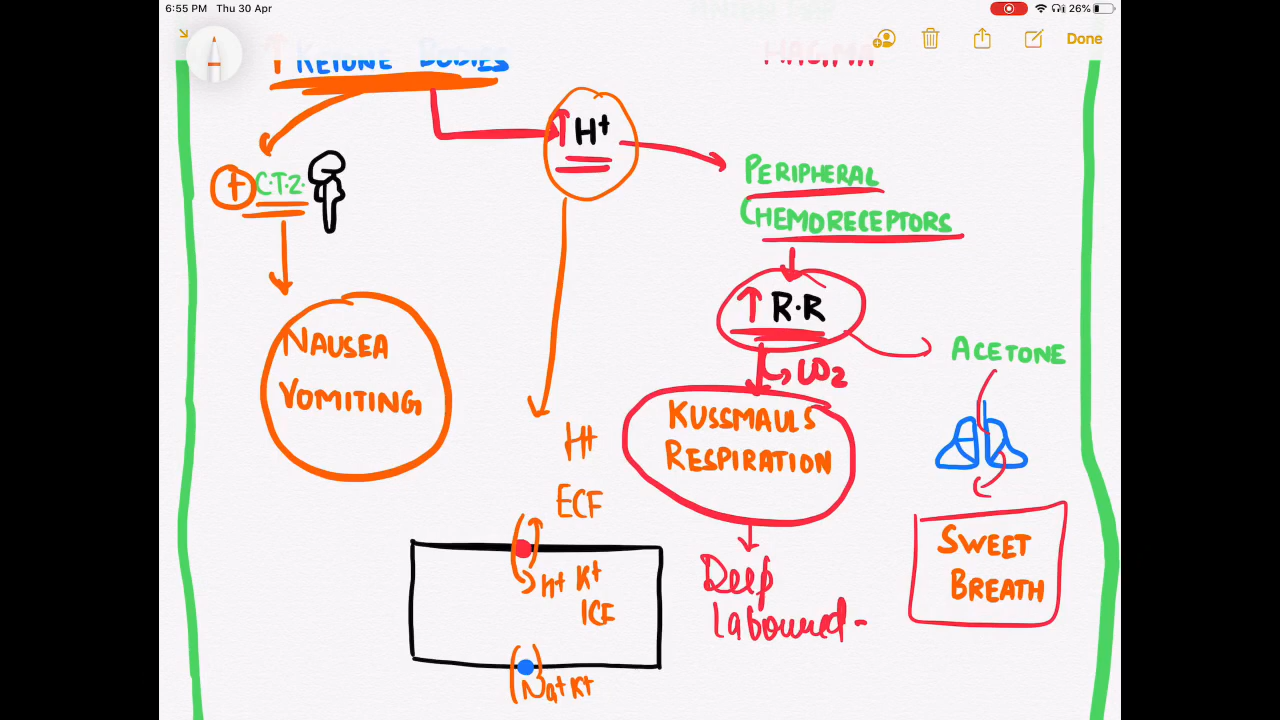 6:55 PM Thu 30 Apr
26%
Done
↑ KETONE BODIES
↑ H+
+ C.T.Z.
PERIPHERAL
CHEMORECEPTORS
↑ R.R
CO2
ACETONE
NAUSEA
VOMITING
KUSSMAULS
RESPIRATION
H+
ECF
H+ K+
ICF
Na+ K+
Deep
laboured-
SWEET
BREATH